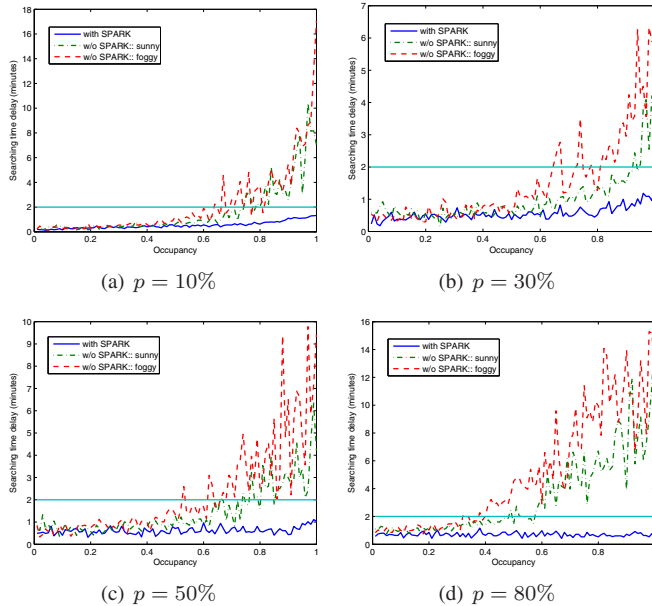 18
16
14
12
10
8
6
4
2
0
Searching time delay (minutes)
with SPARK
w/o SPARK:: sunny
w/o SPARK:: foggy
0 0.2 0.4 0.6 0.8 1
Occupancy
(a) p = 10%
7
6
5
4
3
2
1
0
Searching time delay (minutes)
with SPARK
w/o SPARK:: sunny
w/o SPARK:: foggy
0 0.2 0.4 0.6 0.8
Occupancy
(b) p = 30%
10
9
8
7
6
5
4
3
2
1
0
Searching time delay (minutes)
with SPARK
w/o SPARK:: sunny
w/o SPARK:: foggy
0 0.2 0.4 0.6 0.8 1
Occupancy
(c) p = 50%
16
14
12
10
8
6
4
2
0
Searching time delay (minutes)
with SPARK
w/o SPARK:: sunny
w/o SPARK:: foggy
0 0.2 0.4 0.6 0.8
Occupancy
(d) p = 80%